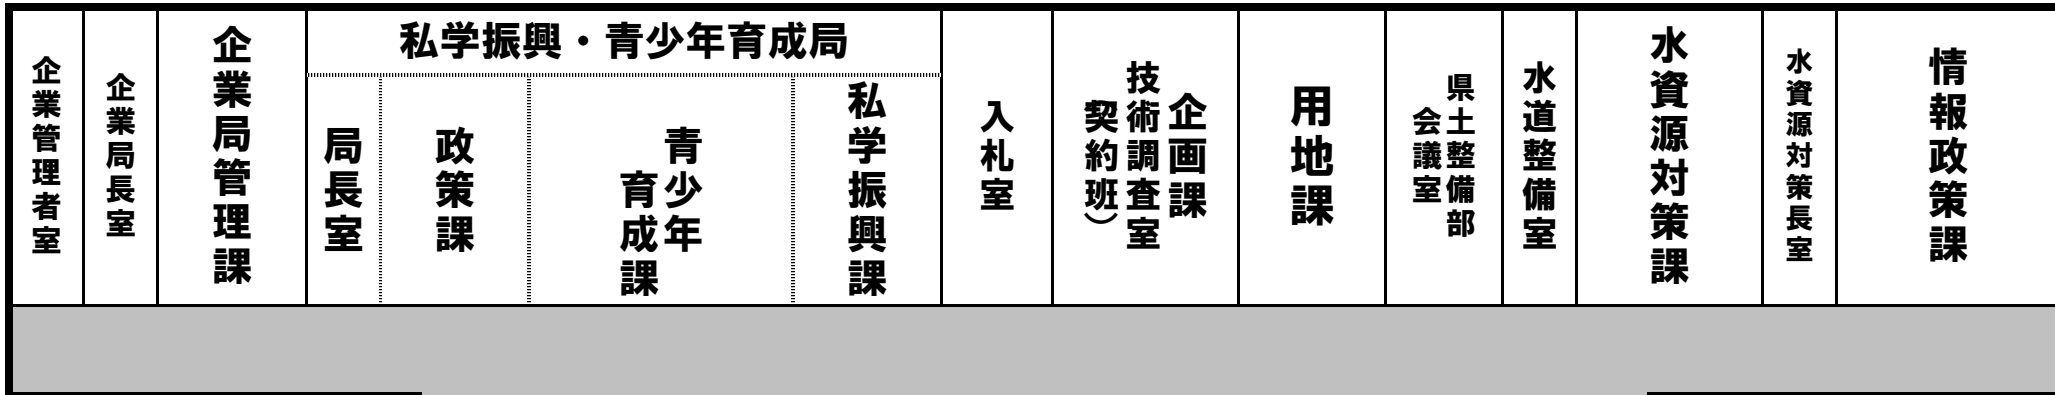 企業管理者室
企業局長室
企業局管理課
私学振興・青少年育成局
局長室
政策課
青少年
育成課
私学振興課
入札室
企画課
技術調査室
契約班）
用地課
県土整備部
会議室
水道整備室
水資源対策課
水資源対策長室
情報政策課